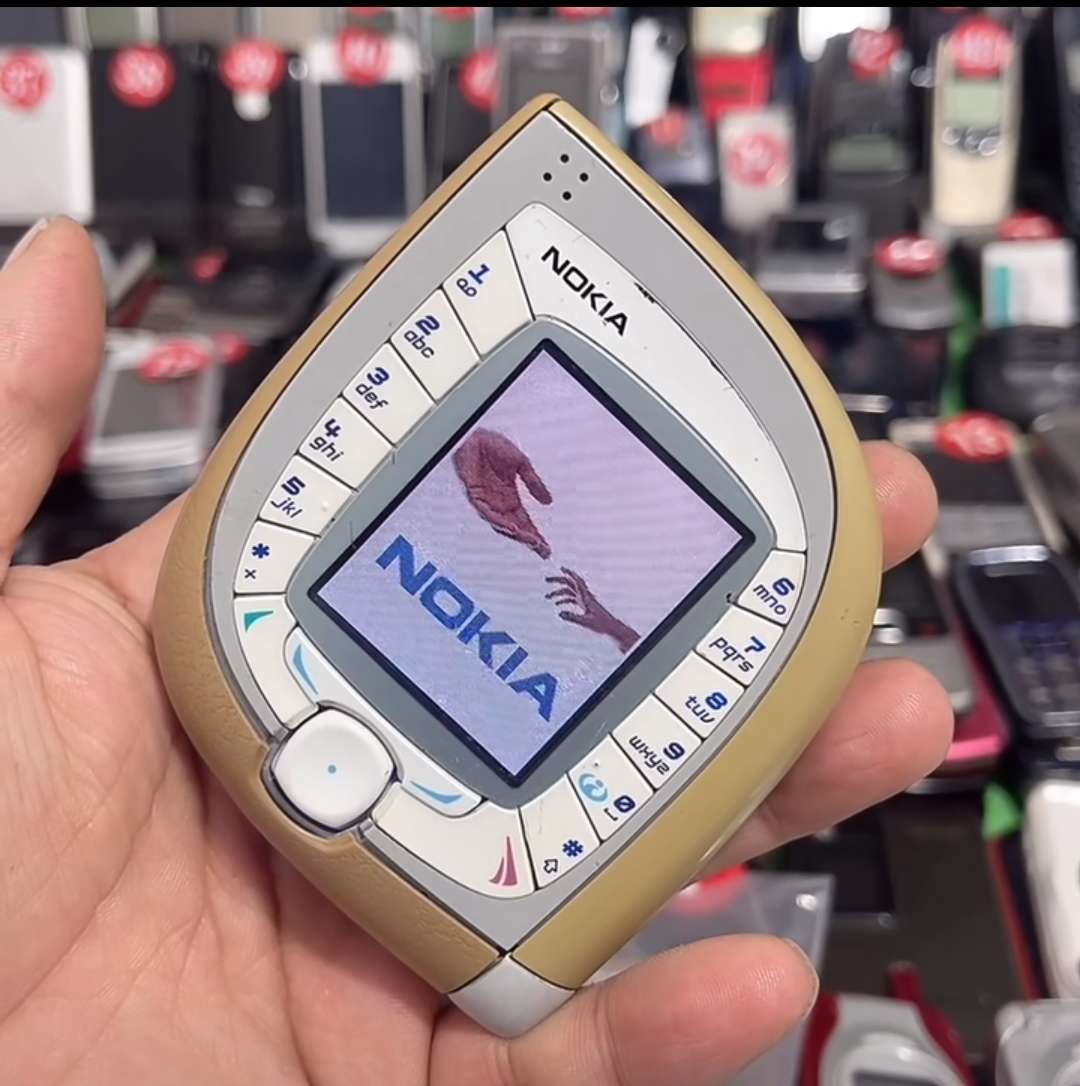 NOKIA
1
2
abc
3
def
4
ghi
5
jkl
*
NOKIA
6
mno
7
pqrs
8
tuv
9
wxyz
0
#